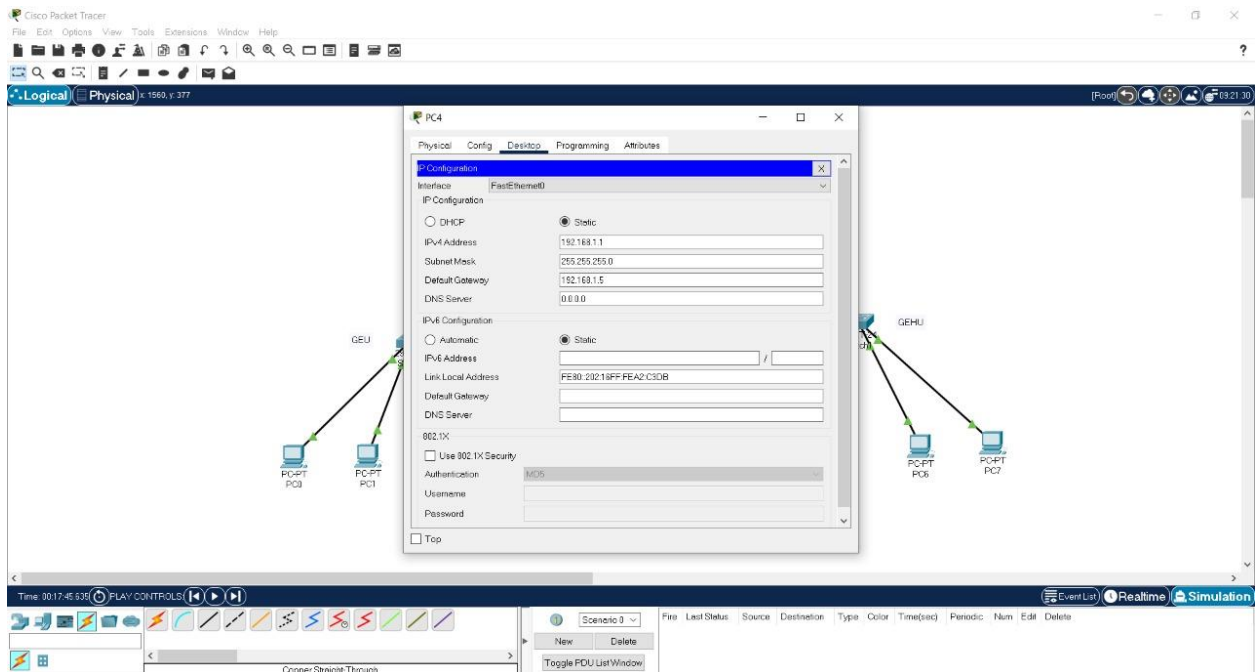 Cisco Packet Tracer
File Edit Options View Tools Extensions Window Help
?
Logical Physical x: 1560, y: 377 [Root] 09:21:30
PC4
Physical Config Desktop Programming Attributes
IP Configuration X
Interface FastEthernet0
IP Configuration
DHCP Static
IPv4 Address 192.168.1.1
Subnet Mask 255.255.255.0
Default Gateway 192.168.1.5
DNS Server 0.0.0.0
IPv6 Configuration
Automatic Static
IPv6 Address /
Link Local Address FE80::202:16FF:FEA2:C3DB
Default Gateway
DNS Server
802.1X
Use 802.1X Security
Authentication MD5
Username
Password
Top
GEU
GEHU
PC-PT
PC0
PC-PT
PC1
PC-PT
PC6
PC-PT
PC7
Time: 00:17:45.635 PLAY CONTROLS: Event List Realtime Simulation
Scenario 0 Fire Last Status Source Destination Type Color Time(sec) Periodic Num Edit Delete
New Delete
Toggle PDU List Window
Copper Straight-Through